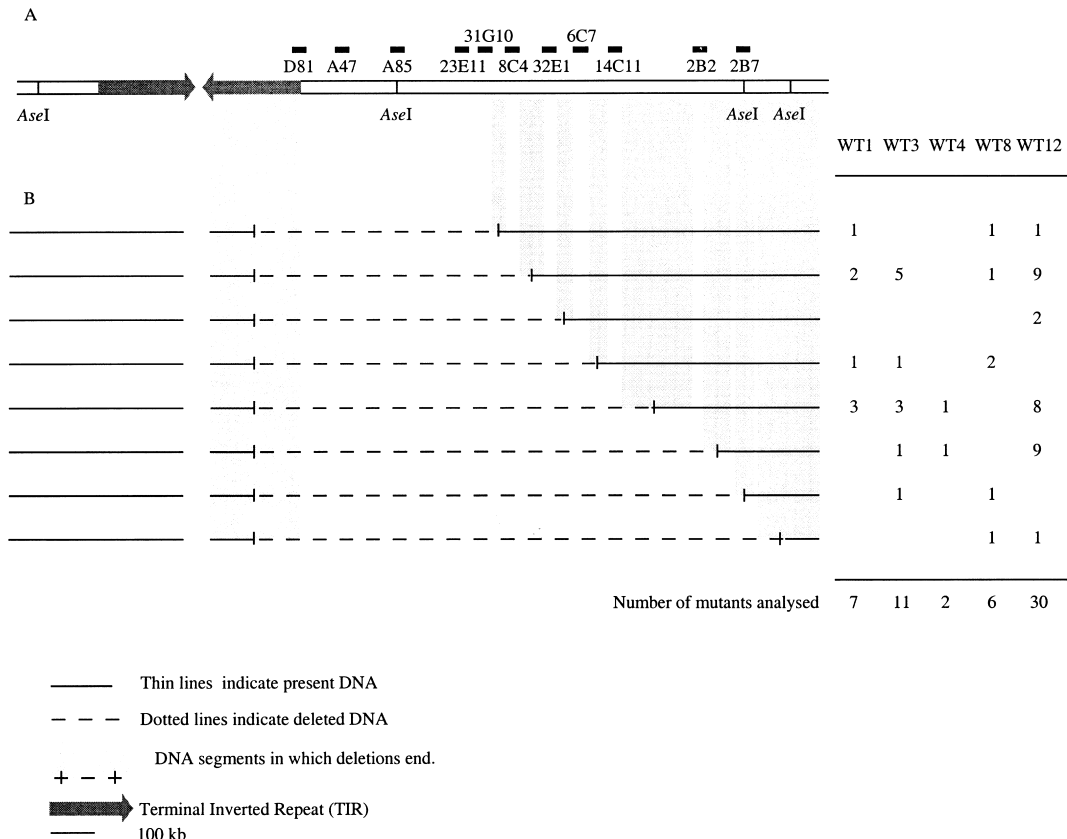 A
31G10 6C7
D81 A47 A85 23E11 8C4 32E1 14C11 2B2 2B7
AseI AseI AseI AseI
WT1 WT3 WT4 WT8 WT12
B
1 1 1
2 5 1 9
2
1 1 2
3 3 1 8
1 1 9
1 1
1 1
Number of mutants analysed 7 11 2 6 30
Thin lines indicate present DNA
Dotted lines indicate deleted DNA
DNA segments in which deletions end.
Terminal Inverted Repeat (TIR)
100 kb